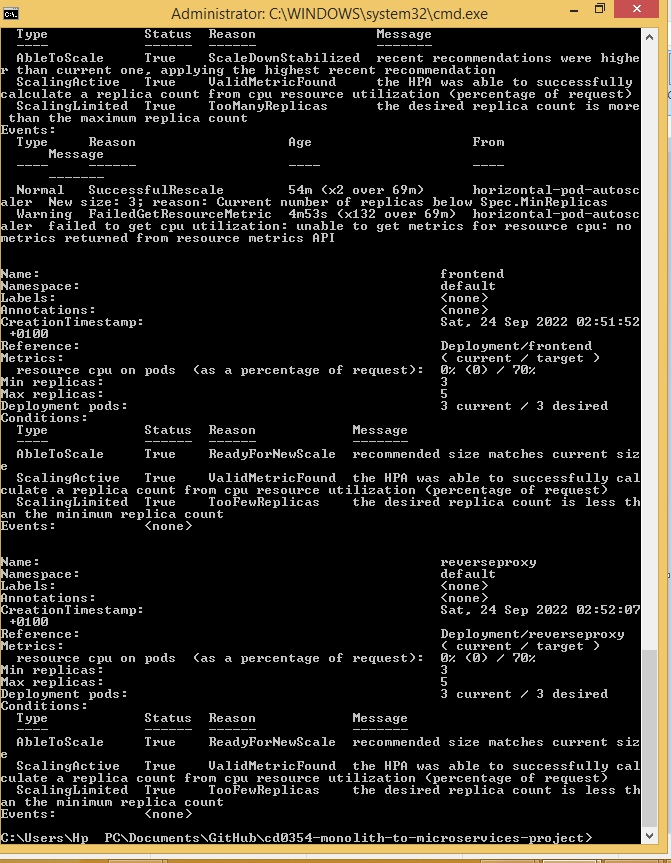 Administrator: C:\WINDOWS\system32\cmd.exe
Type Status Reason Message
---- ------ ------ -------
AbleToScale True ScaleDownStabilized recent recommendations were highe
r than current one, applying the highest recent recommendation
ScalingActive True ValidMetricFound the HPA was able to successfully
calculate a replica count from cpu resource utilization (percentage of request)
ScalingLimited True TooManyReplicas the desired replica count is more
than the maximum replica count
Events:
Type Reason Age From
Message
---- ------ ---- ----
-------
Normal SuccessfulRescale 54m (x2 over 69m) horizontal-pod-autosc
aler New size: 3; reason: Current number of replicas below Spec.MinReplicas
Warning FailedGetResourceMetric 4m53s (x132 over 69m) horizontal-pod-autosc
aler failed to get cpu utilization: unable to get metrics for resource cpu: no
metrics returned from resource metrics API
Name: frontend
Namespace: default
Labels: <none>
Annotations: <none>
CreationTimestamp: Sat, 24 Sep 2022 02:51:52
+0100
Reference: Deployment/frontend
Metrics: ( current / target )
resource cpu on pods (as a percentage of request): 0% (0) / 70%
Min replicas: 3
Max replicas: 5
Deployment pods: 3 current / 3 desired
Conditions:
Type Status Reason Message
---- ------ ------ -------
AbleToScale True ReadyForNewScale recommended size matches current siz
e
ScalingActive True ValidMetricFound the HPA was able to successfully cal
culate a replica count from cpu resource utilization (percentage of request)
ScalingLimited True TooFewReplicas the desired replica count is less th
an the minimum replica count
Events: <none>
Name: reverseproxy
Namespace: default
Labels: <none>
Annotations: <none>
CreationTimestamp: Sat, 24 Sep 2022 02:52:07
+0100
Reference: Deployment/reverseproxy
Metrics: ( current / target )
resource cpu on pods (as a percentage of request): 0% (0) / 70%
Min replicas: 3
Max replicas: 5
Deployment pods: 3 current / 3 desired
Conditions:
Type Status Reason Message
---- ------ ------ -------
AbleToScale True ReadyForNewScale recommended size matches current siz
e
ScalingActive True ValidMetricFound the HPA was able to successfully cal
culate a replica count from cpu resource utilization (percentage of request)
ScalingLimited True TooFewReplicas the desired replica count is less th
an the minimum replica count
Events: <none>
C:\Users\Hp PC\Documents\GitHub\cd0354-monolith-to-microservices-project>